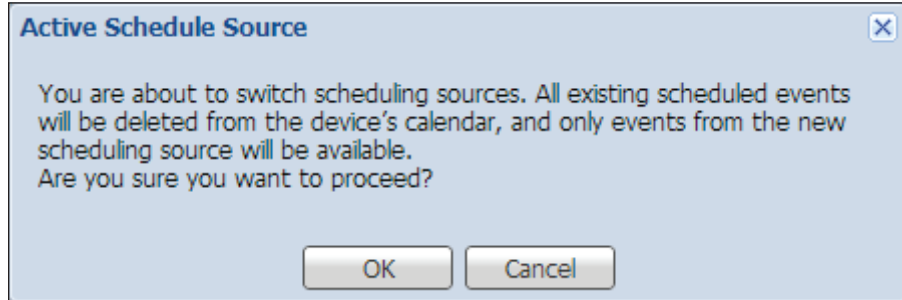 Active Schedule Source
You are about to switch scheduling sources. All existing scheduled events
will be deleted from the device's calendar, and only events from the new
scheduling source will be available.
Are you sure you want to proceed?
OK
Cancel